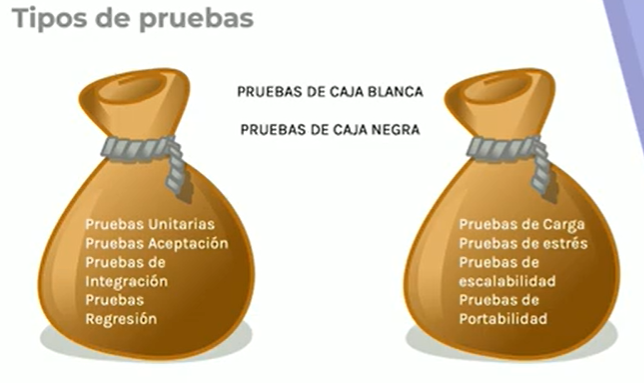 Tipos de pruebas
PRUEBAS DE CAJA BLANCA
PRUEBAS DE CAJA NEGRA
Pruebas Unitarias
Pruebas Aceptación
Pruebas de
Integración
Pruebas
Regresión
Pruebas de Carga
Pruebas de estrés
Pruebas de
escalabilidad
Pruebas de
Portabilidad